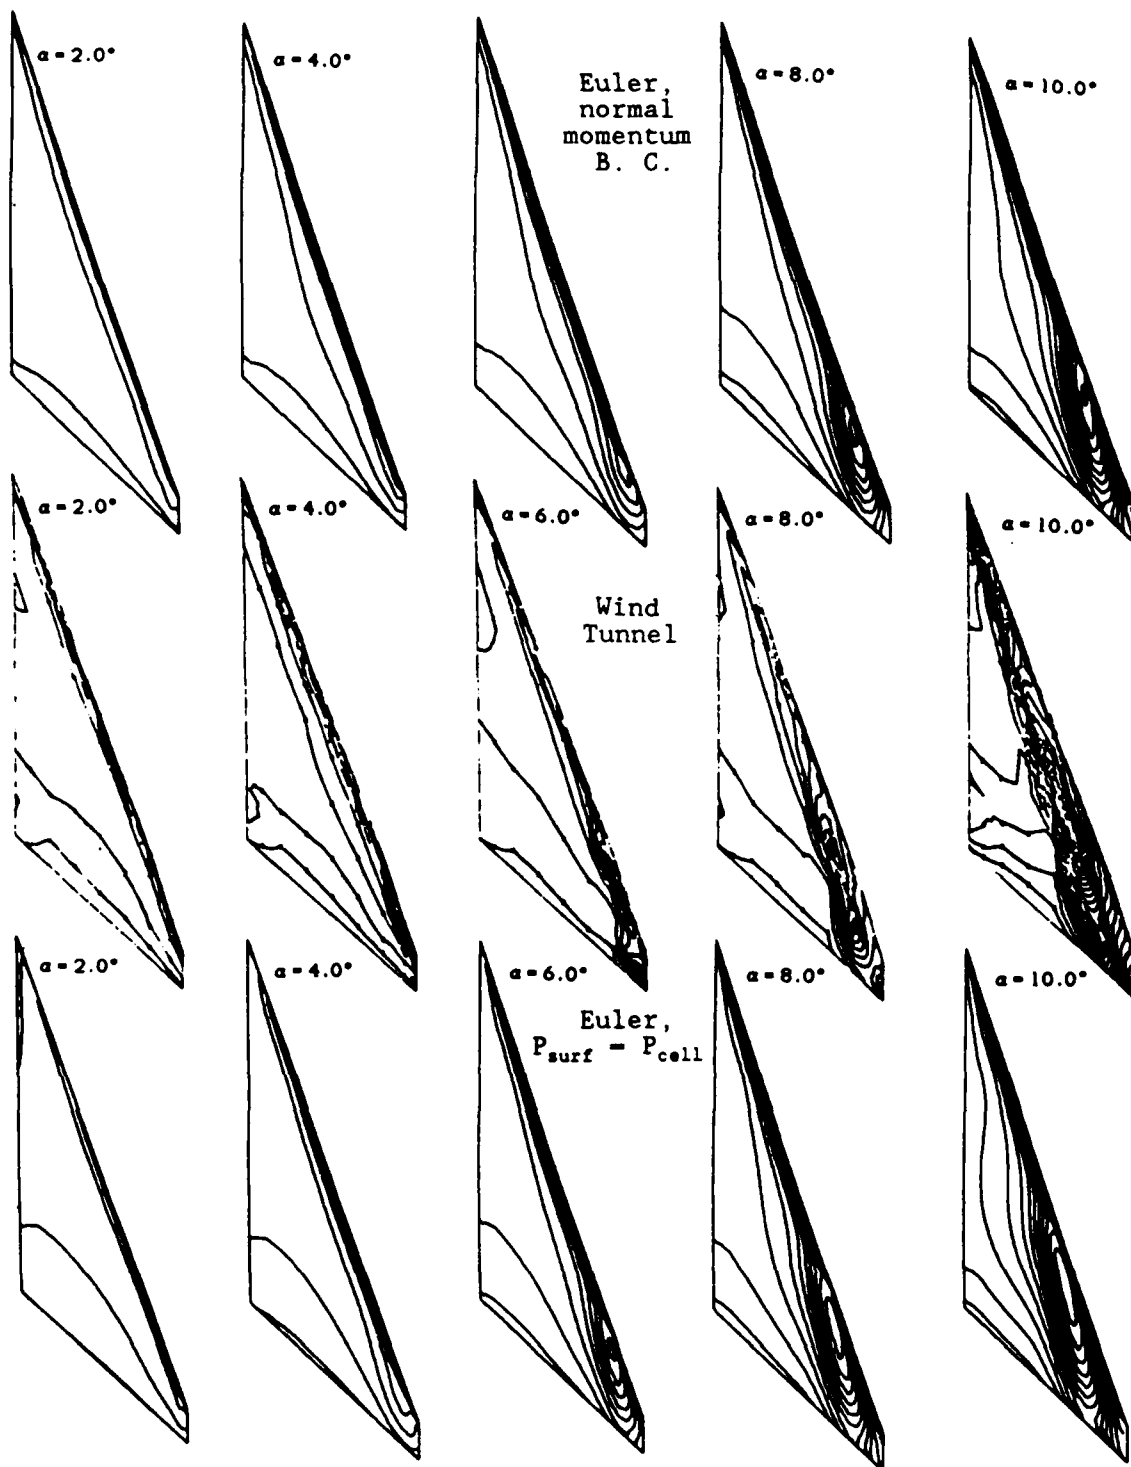 α = 2.0°
α = 4.0°
Euler,
normal
momentum
B. C.
α = 8.0°
α = 10.0°
α = 2.0°
α = 4.0°
α = 6.0°
α = 8.0°
α = 10.0°
Wind
Tunnel
α = 2.0°
α = 4.0°
α = 6.0°
α = 8.0°
α = 10.0°
Euler,
P_surf = P_cell